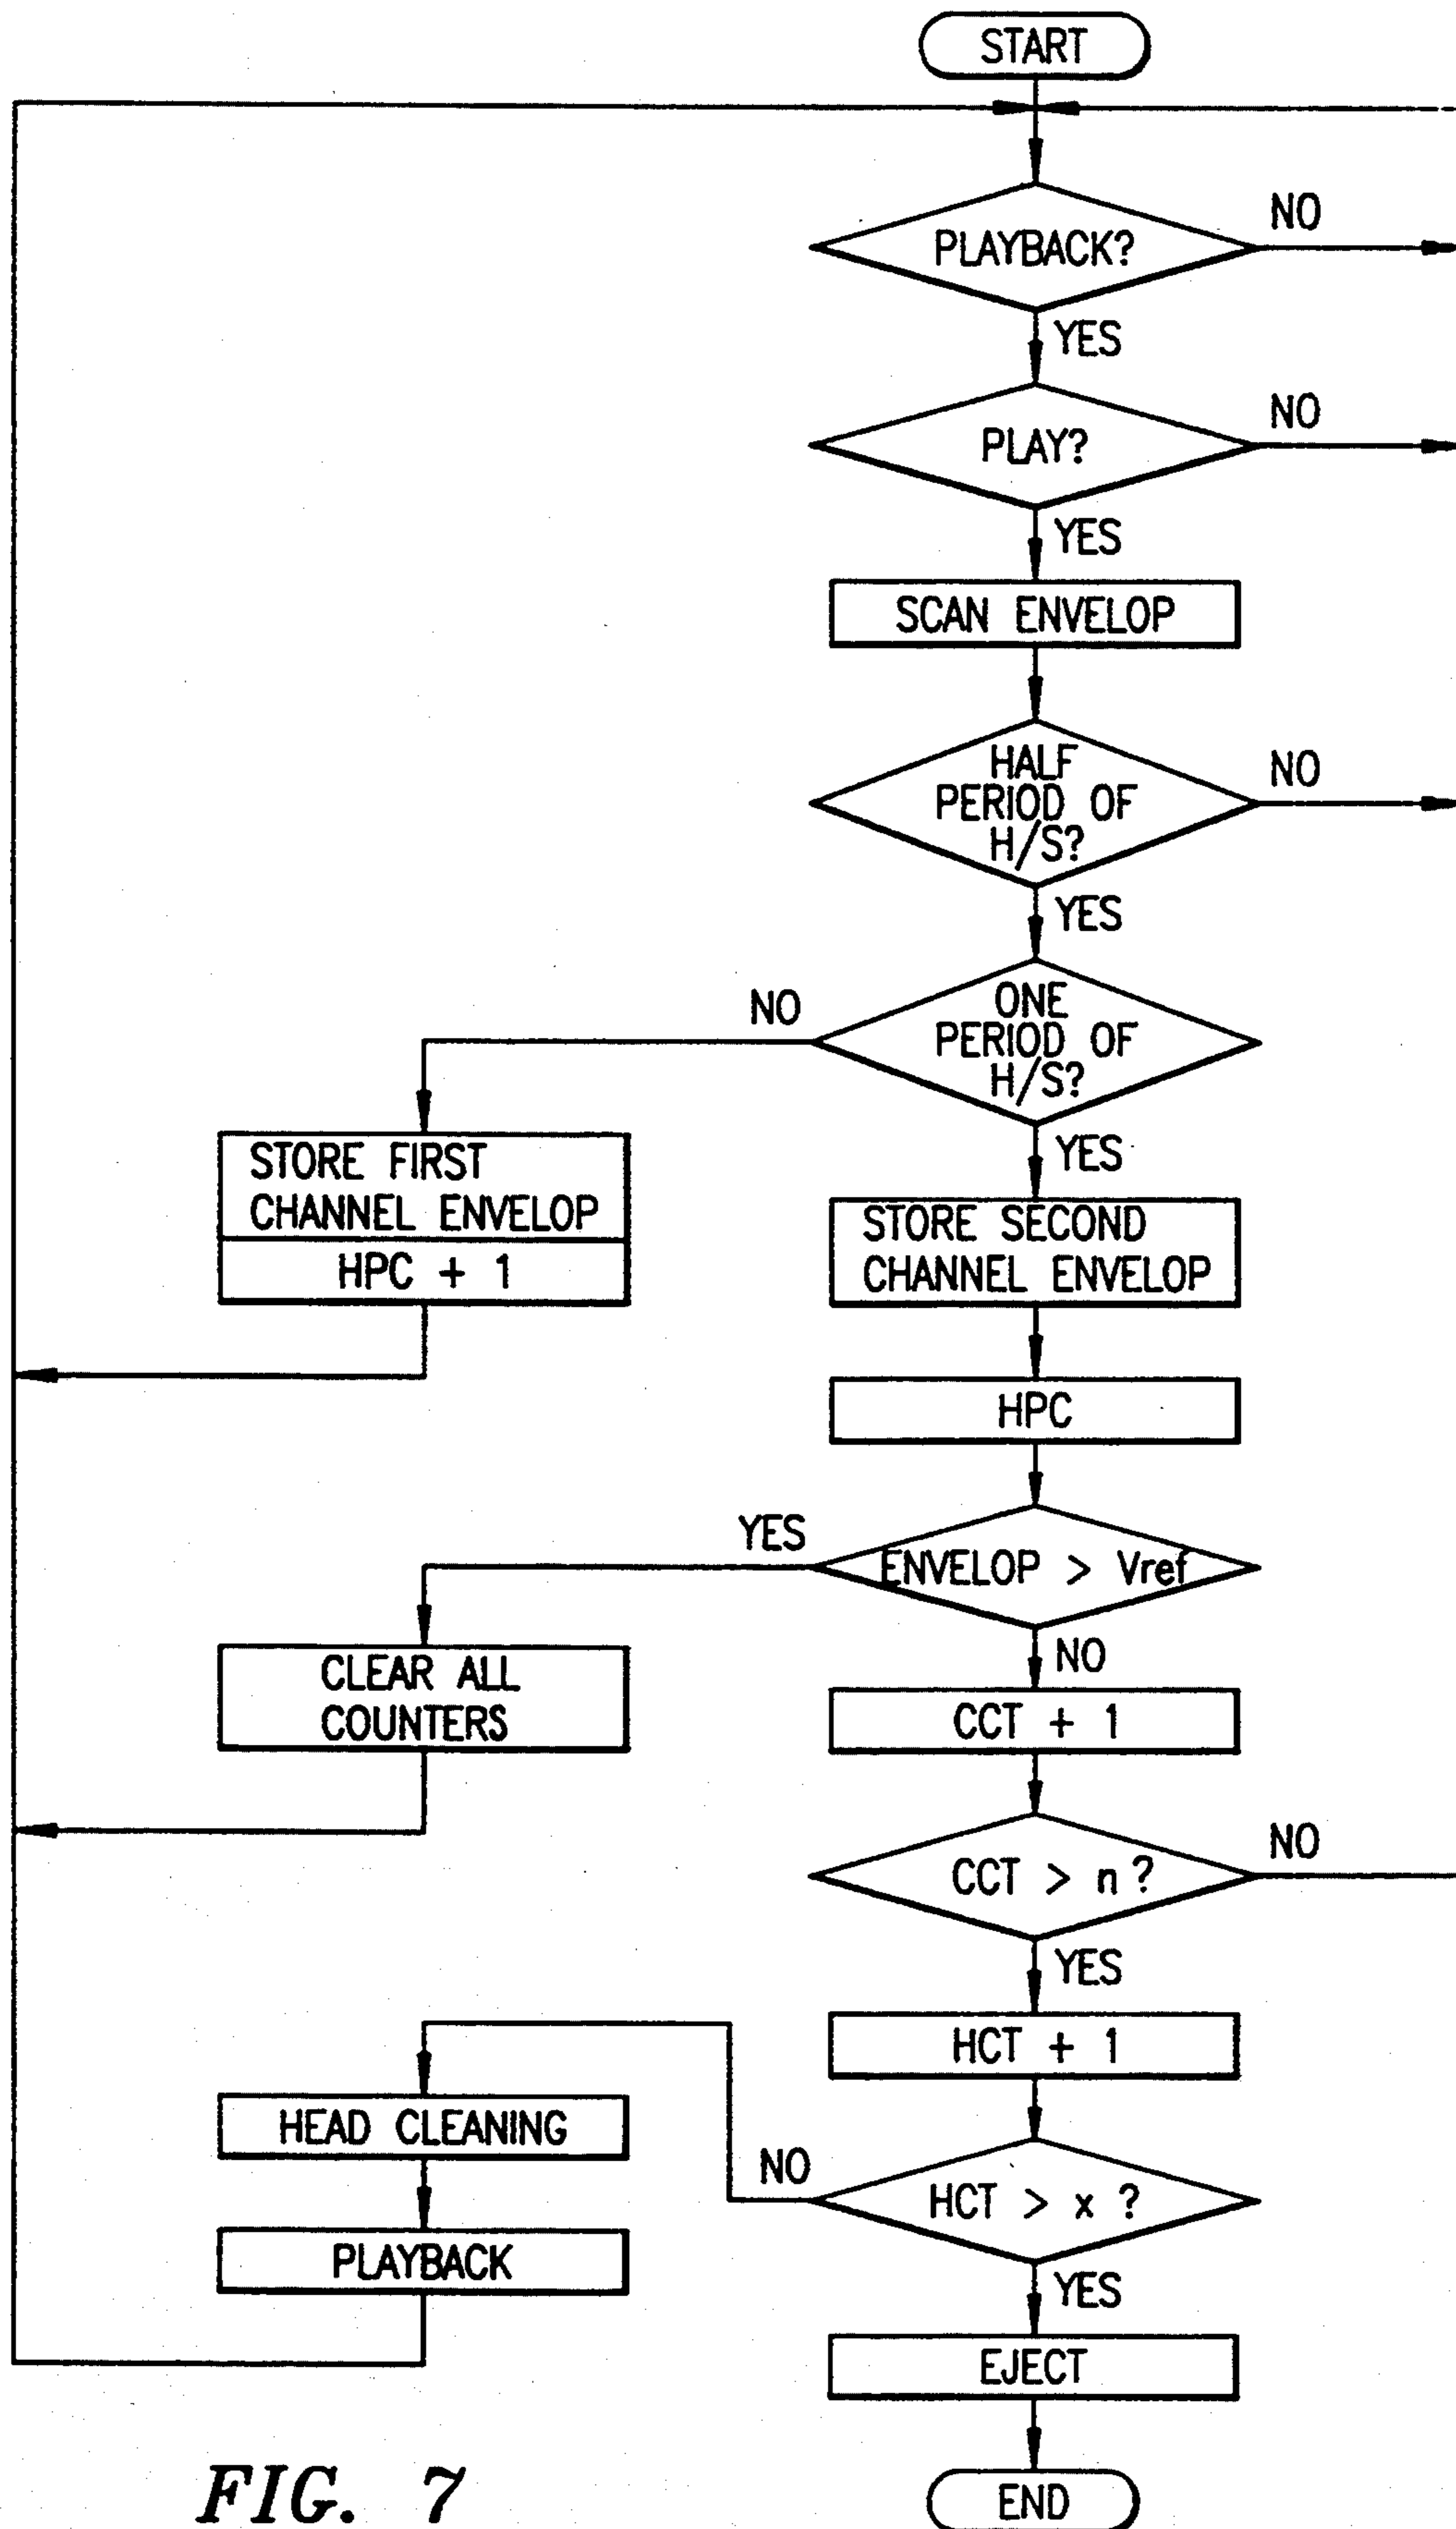 START
PLAYBACK?
NO
YES
PLAY?
NO
YES
SCAN ENVELOP
HALF
PERIOD OF
H/S?
NO
YES
ONE
PERIOD OF
H/S?
NO
YES
STORE FIRST
CHANNEL ENVELOP
HPC + 1
STORE SECOND
CHANNEL ENVELOP
HPC
ENVELOP > Vref
YES
NO
CLEAR ALL
COUNTERS
CCT + 1
CCT > n ?
NO
YES
HCT + 1
HCT > x ?
NO
YES
HEAD CLEANING
PLAYBACK
EJECT
END
FIG. 7